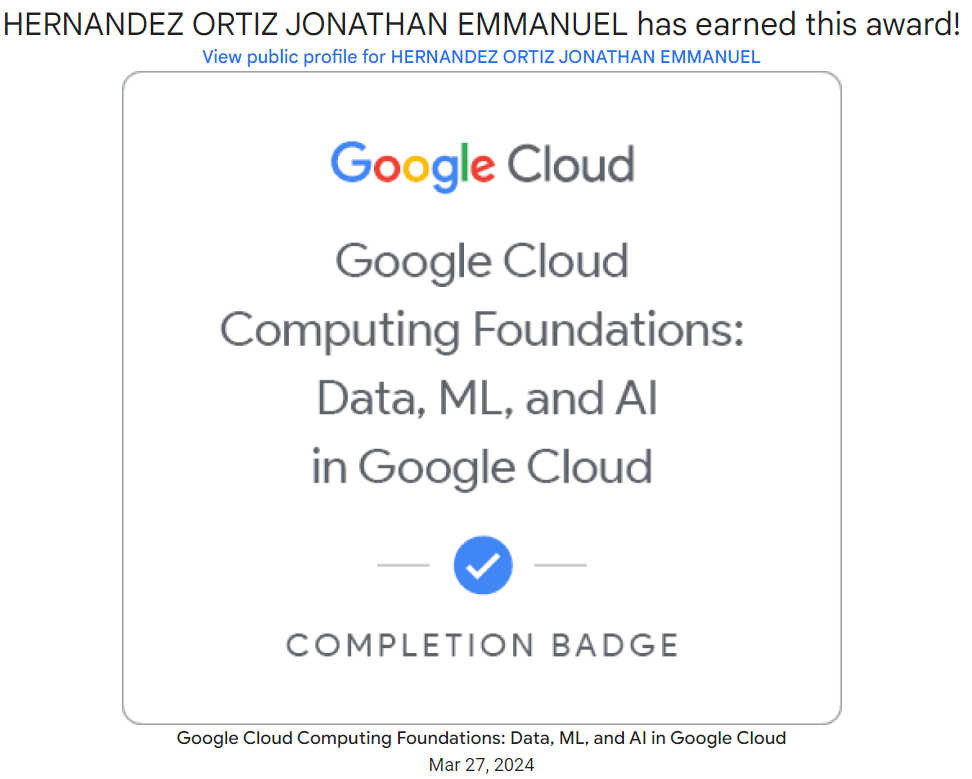 HERNANDEZ ORTIZ JONATHAN EMMANUEL has earned this award!
View public profile for HERNANDEZ ORTIZ JONATHAN EMMANUEL
Google Cloud
Google Cloud
Computing Foundations:
Data, ML, and AI
in Google Cloud
COMPLETION BADGE
Google Cloud Computing Foundations: Data, ML, and AI in Google Cloud
Mar 27, 2024